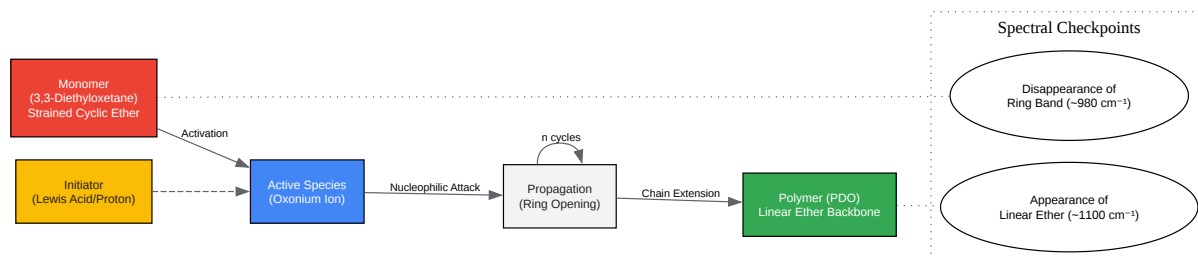 Spectral Checkpoints
Monomer
(3,3-Diethyloxetane)
Strained Cyclic Ether
Disappearance of
Ring Band (~980 cm⁻¹)
Activation
n cycles
Initiator
(Lewis Acid/Proton)
Active Species
(Oxonium Ion)
Nucleophilic Attack
Propagation
(Ring Opening)
Chain Extension
Polymer (PDO)
Linear Ether Backbone
Appearance of
Linear Ether (~1100 cm⁻¹)